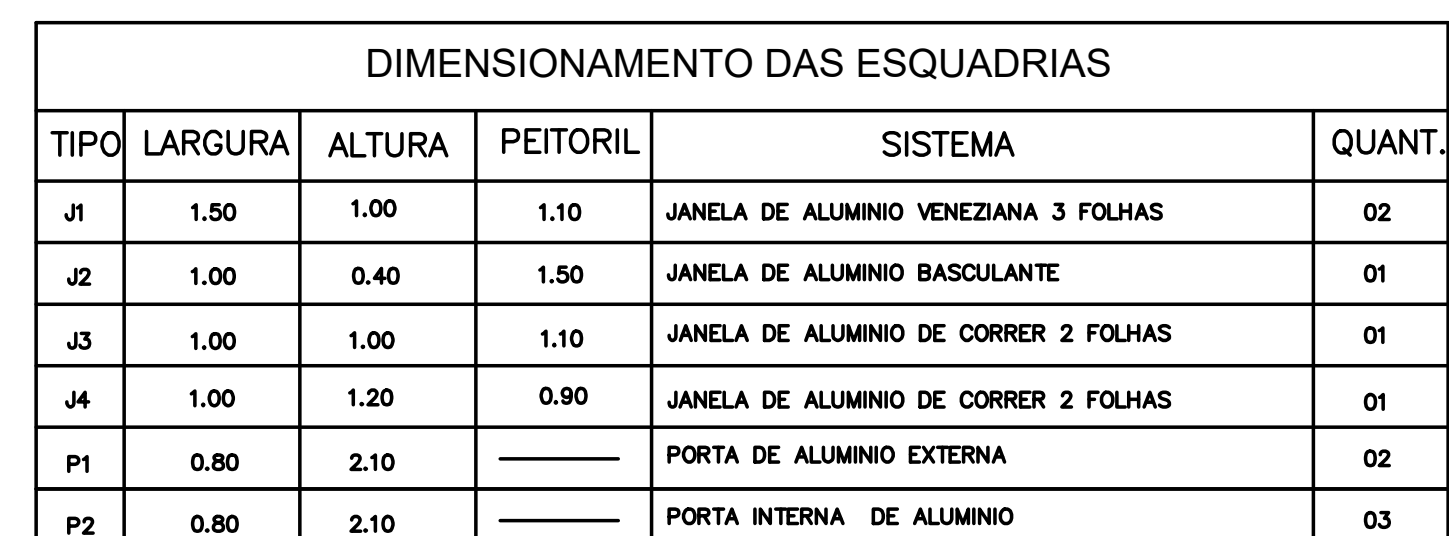 DIMENSIONAMENTO DAS ESQUADRIAS
TIPO LARGURA ALTURA PEITORIL SISTEMA QUANT.
J1 1.50 1.00 1.10 JANELA DE ALUMINIO VENEZIANA 3 FOLHAS 02
J2 1.00 0.40 1.50 JANELA DE ALUMINIO BASCULANTE 01
J3 1.00 1.00 1.10 JANELA DE ALUMINIO DE CORRER 2 FOLHAS 01
J4 1.00 1.20 0.90 JANELA DE ALUMINIO DE CORRER 2 FOLHAS 01
P1 0.80 2.10 PORTA DE ALUMINIO EXTERNA 02
P2 0.80 2.10 PORTA INTERNA DE ALUMINIO 03